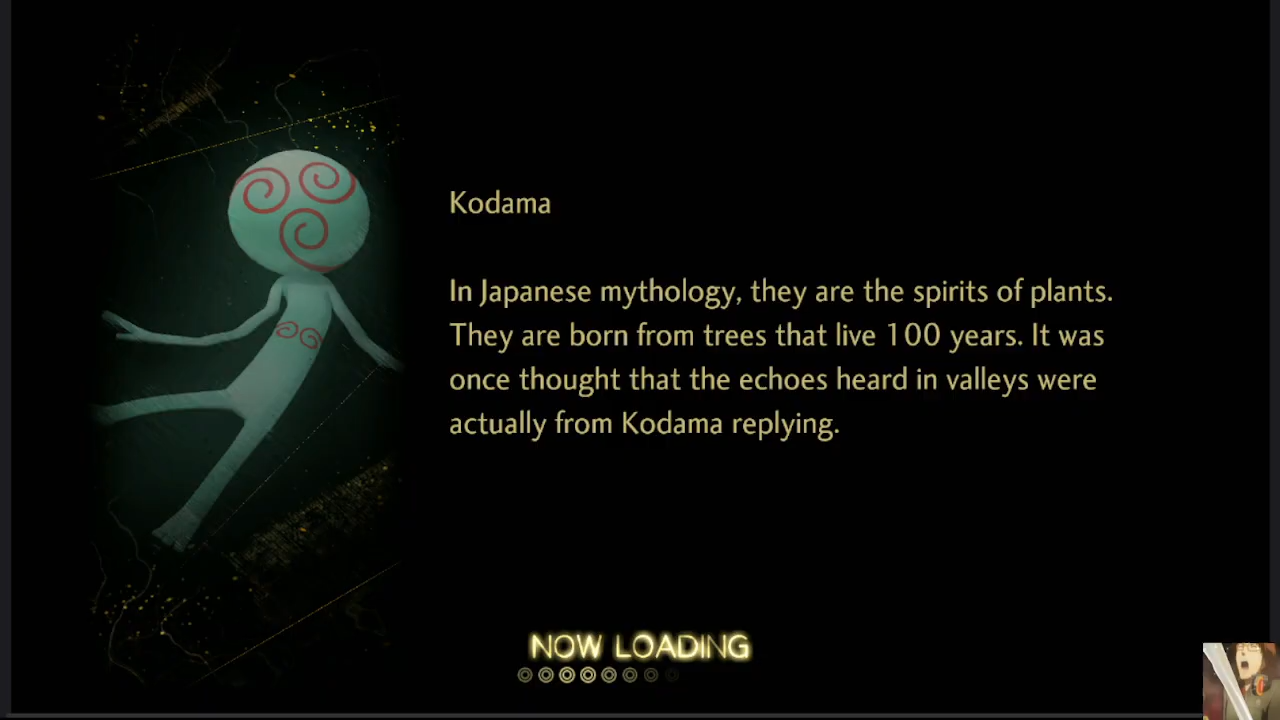 Kodama
In Japanese mythology, they are the spirits of plants.
They are born from trees that live 100 years. It was
once thought that the echoes heard in valleys were
actually from Kodama replying.
NOW LOADING